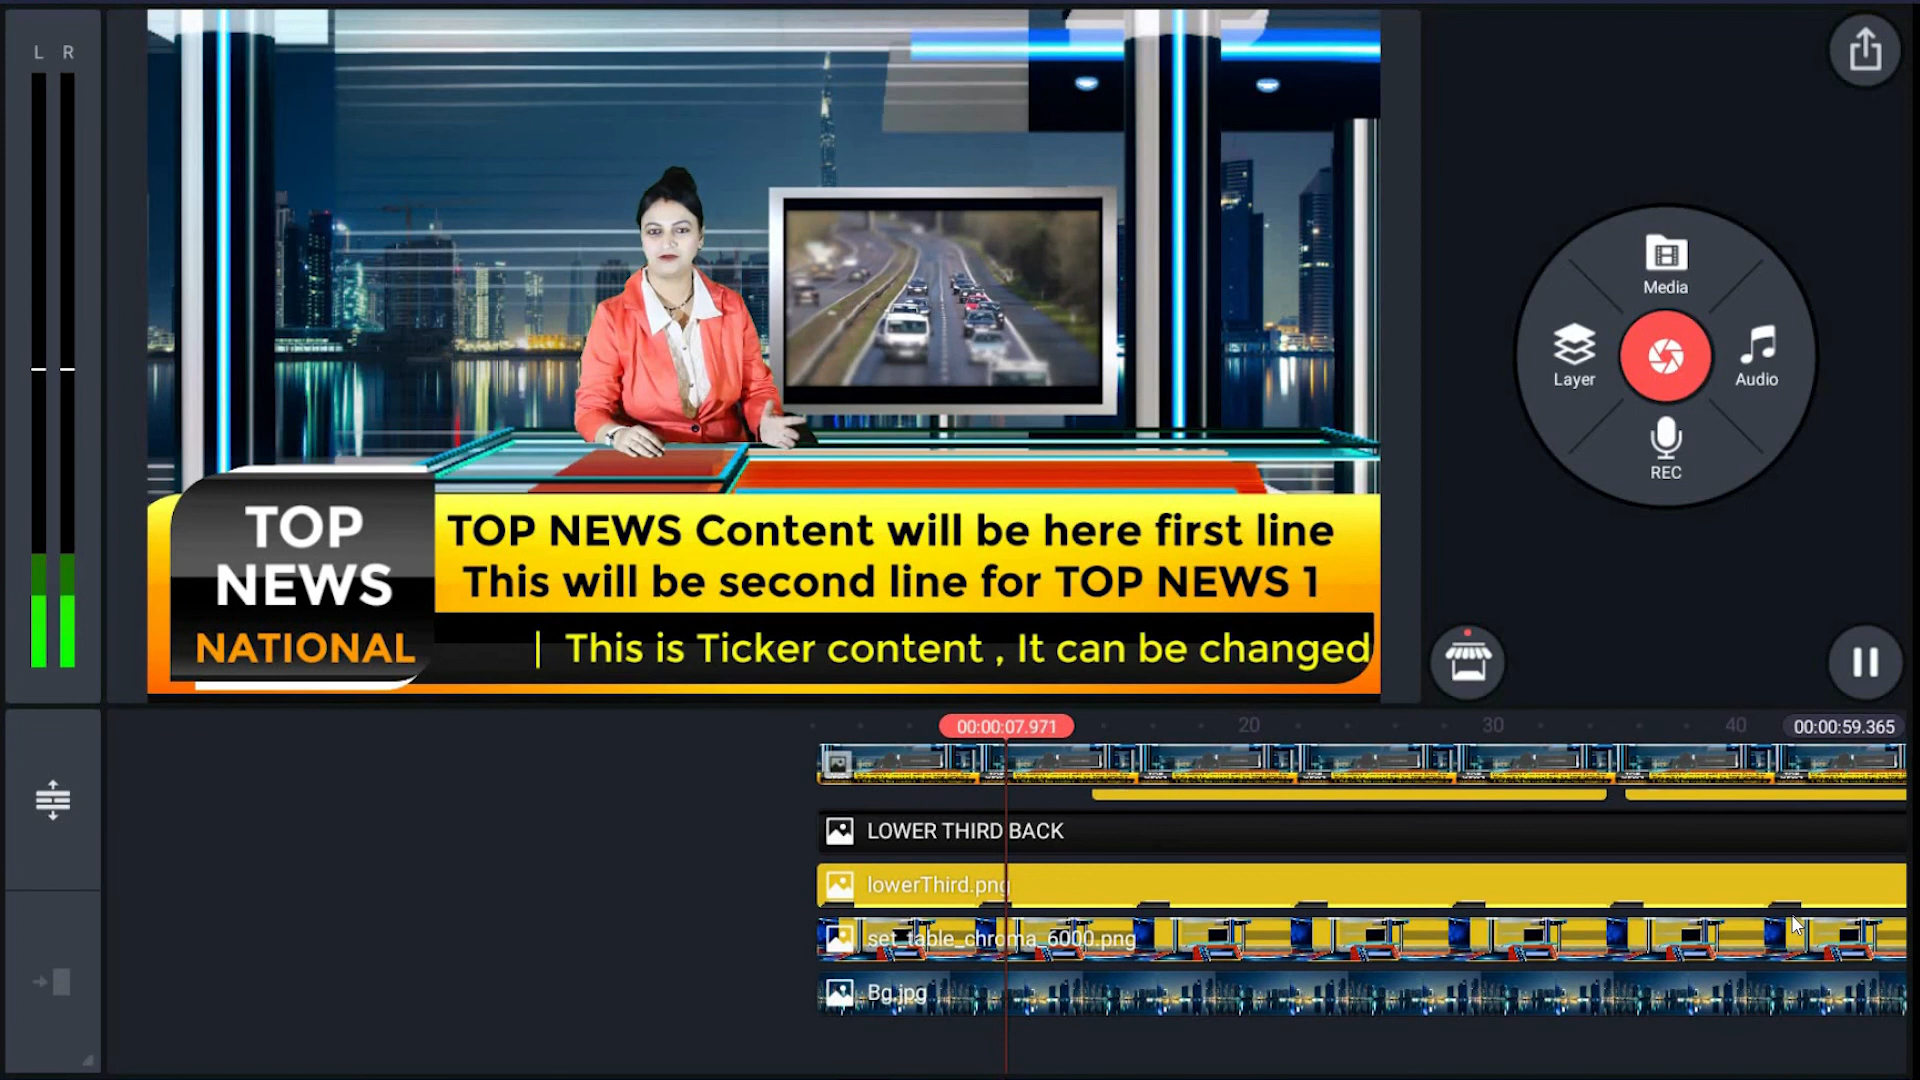 L R
TOP
NEWS
NATIONAL
TOP NEWS Content will be here first line
This will be second line for TOP NEWS 1
| This is Ticker content , It can be changed
Media
Layer
Audio
REC
00:00:07.971
20
30
40
00:00:59.365
LOWER THIRD BACK
lowerThird.png
set_table_chroma_6000.png
Bg.jpg